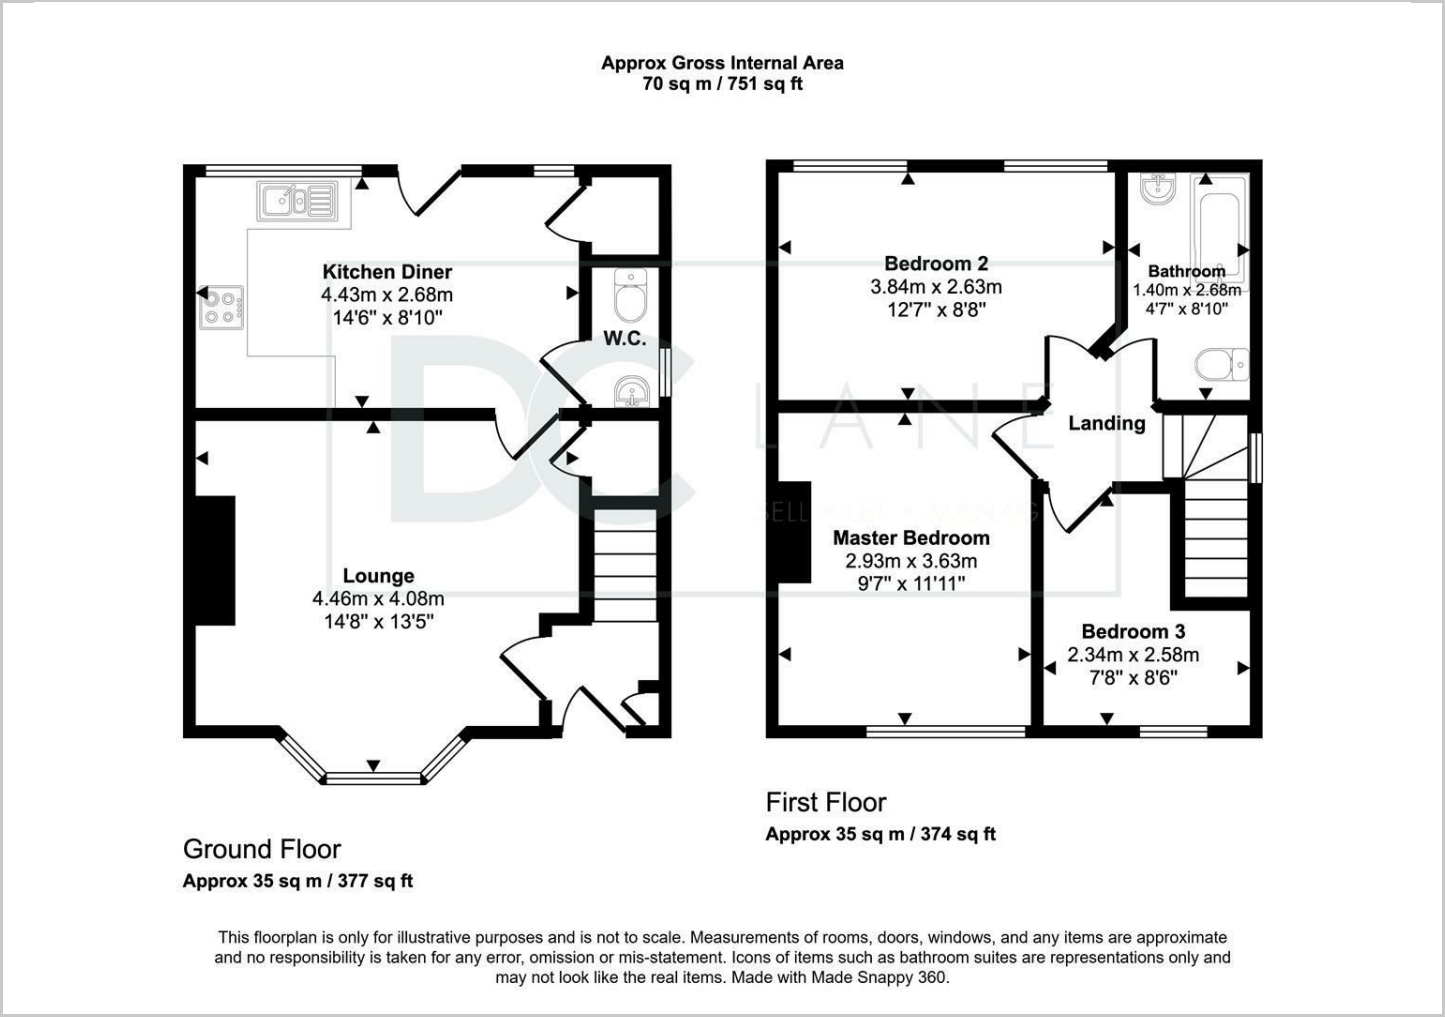 Approx Gross Internal Area
70 sq m / 751 sq ft
Kitchen Diner
4.43m x 2.68m
14'6" x 8'10"
W.C.
Lounge
4.46m x 4.08m
14'8" x 13'5"
Bedroom 2
3.84m x 2.63m
12'7" x 8'8"
Bathroom
1.40m x 2.68m
4'7" x 8'10"
Landing
Master Bedroom
2.93m x 3.63m
9'7" x 11'11"
Bedroom 3
2.34m x 2.58m
7'8" x 8'6"
DC
LANE
SELL • LET • MANAGE
First Floor
Approx 35 sq m / 374 sq ft
Ground Floor
Approx 35 sq m / 377 sq ft
This floorplan is only for illustrative purposes and is not to scale. Measurements of rooms, doors, windows, and any items are approximate
and no responsibility is taken for any error, omission or mis-statement. Icons of items such as bathroom suites are representations only and
may not look like the real items. Made with Made Snappy 360.